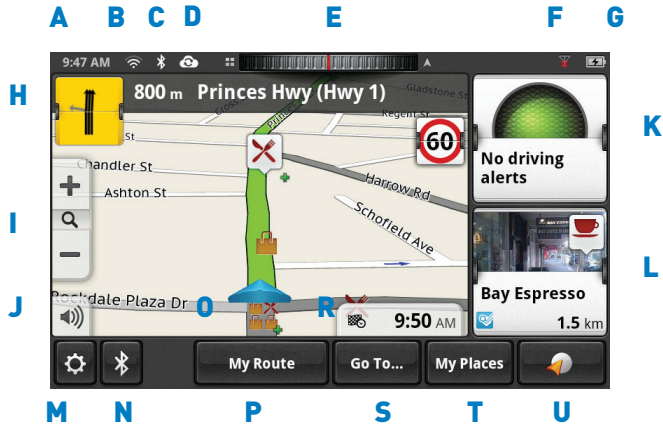 A B C D E F G
9:47 AM
H
800 m Princes Hwy (Hwy 1)
Gladstone St
Cross
Princes
Regent St
St
60
K
No driving
alerts
Chandler St
Ashton St
Harrow Rd
Schofield Ave
I
L
Bay Espresso
1.5 km
J
Rockdale Plaza Dr
O
R
9:50 AM
My Route
Go To...
My Places
M N P S T U